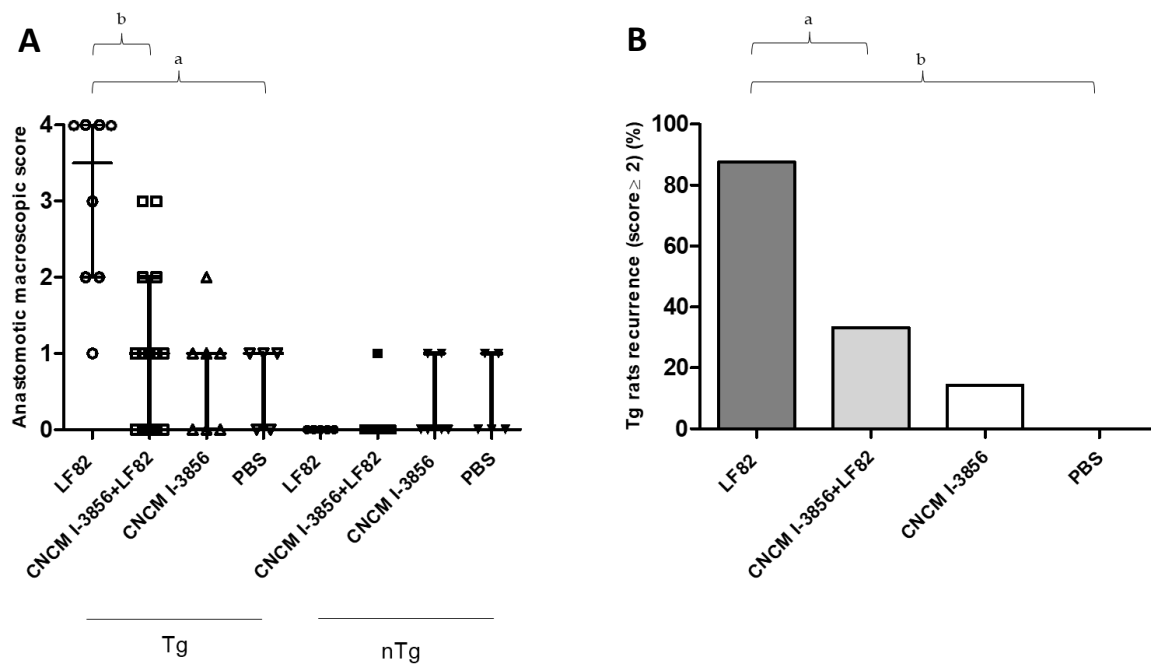 A
b
a
Anastomotic macroscopic score
4
3
2
1
0
LF82
CNCM I-3856+LF82
CNCM I-3856
PBS
LF82
CNCM I-3856+LF82
CNCM I-3856
PBS
Tg
nTg
B
a
b
Tg rats recurrence (score ≥ 2) (%)
100
80
60
40
20
0
LF82
CNCM I-3856+LF82
CNCM I-3856
PBS